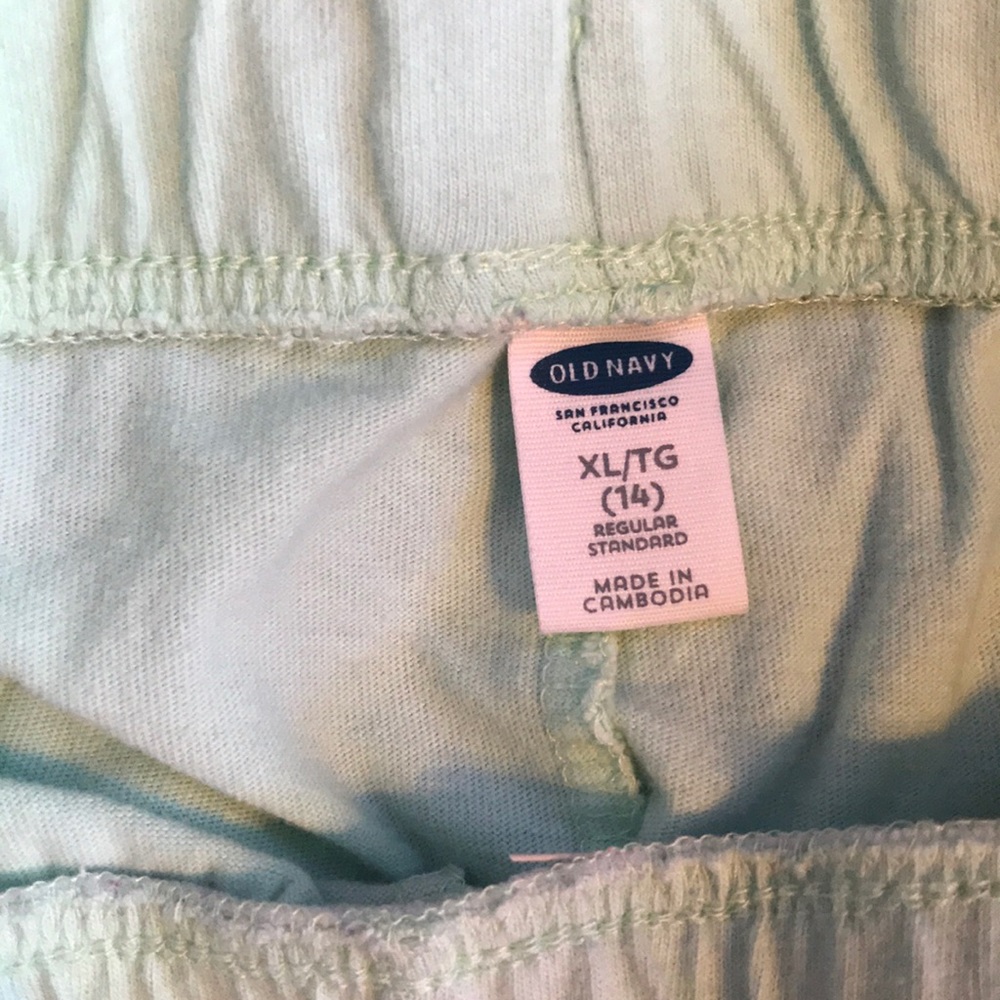 OLD NAVY
SAN FRANCISCO
CALIFORNIA
XL/TG
(14)
REGULAR
STANDARD
MADE IN
CAMBODIA